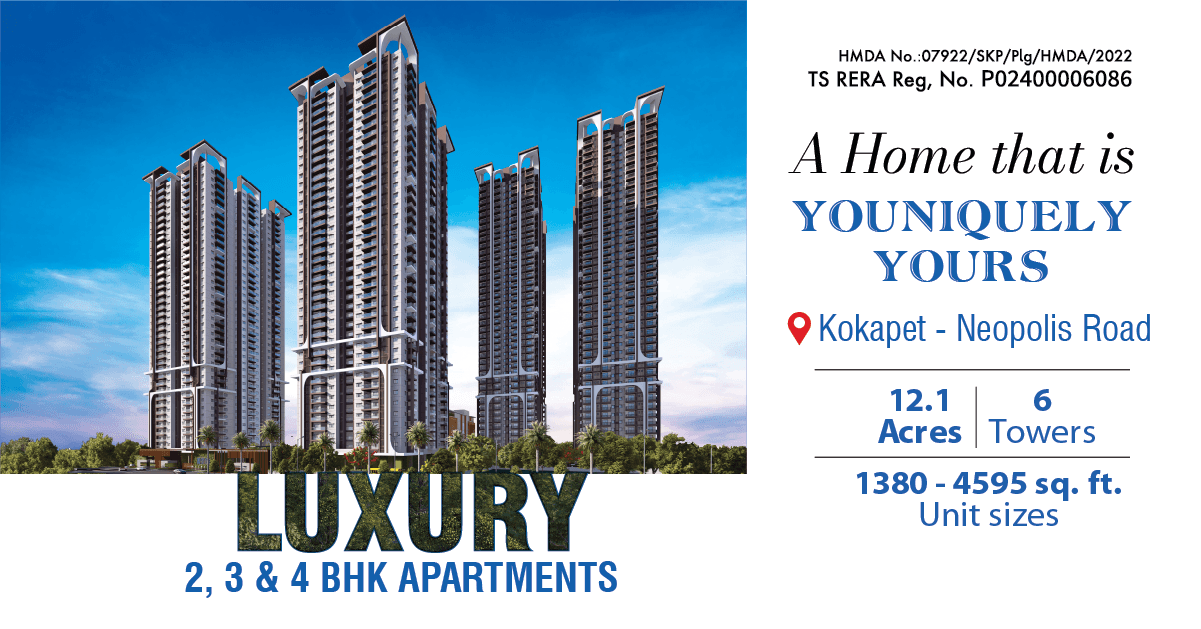 HMDA No.:07922/SKP/Plg/HMDA/2022
TS RERA Reg, No. P02400006086
A Home that is
YOUNIQUELY
YOURS
Kokapet - Neopolis Road
12.1 6
Acres Towers
1380 - 4595 sq. ft.
Unit sizes
LUXURY
2, 3 & 4 BHK APARTMENTS